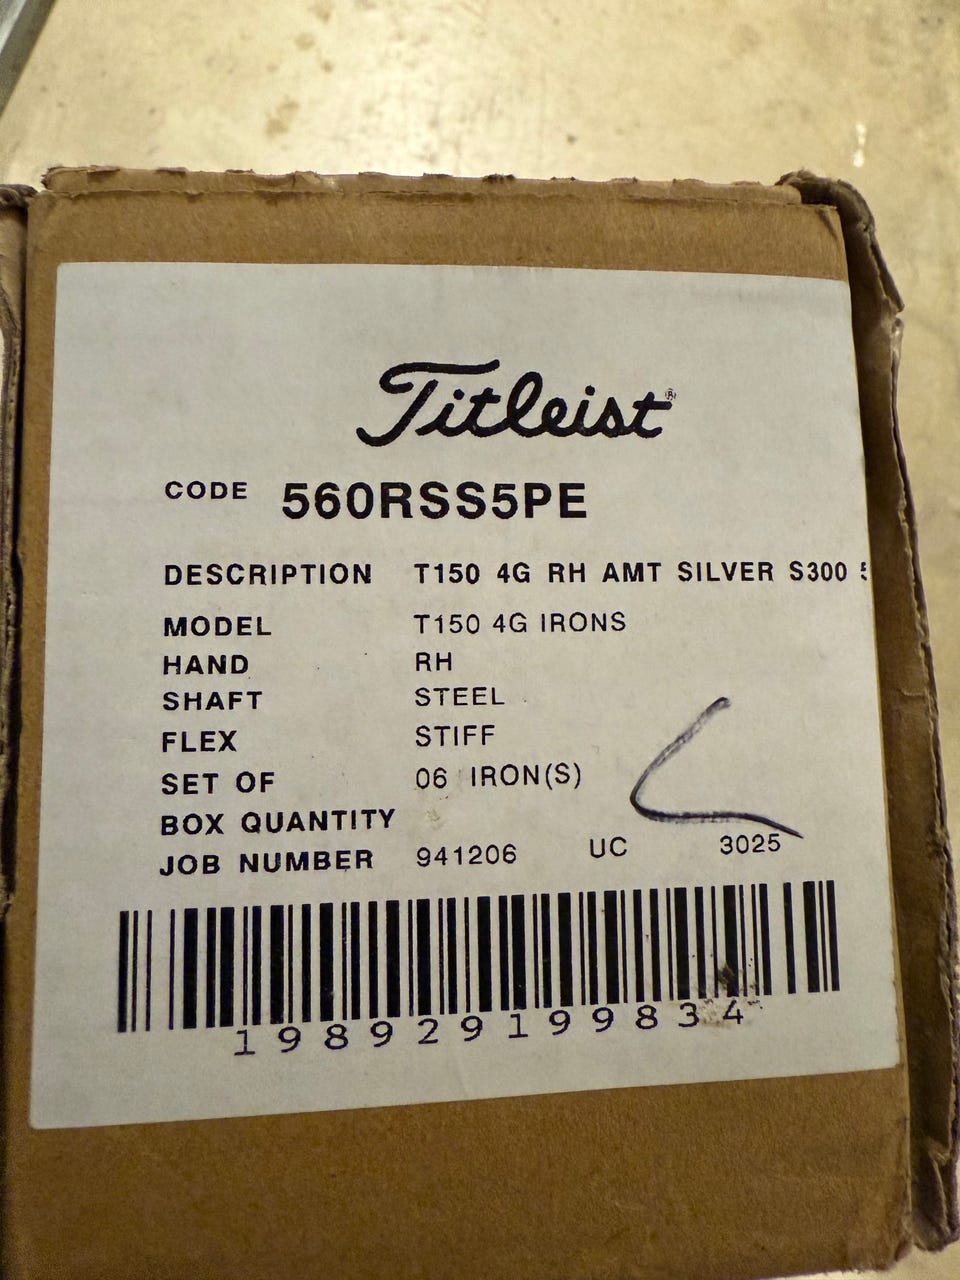 Titleist®
CODE 560RSS5PE
DESCRIPTION T150 4G RH AMT SILVER S300
MODEL T150 4G IRONS
HAND RH
SHAFT STEEL
FLEX STIFF
SET OF 06 IRON(S)
BOX QUANTITY
JOB NUMBER 941206 UC 3025
198929199834